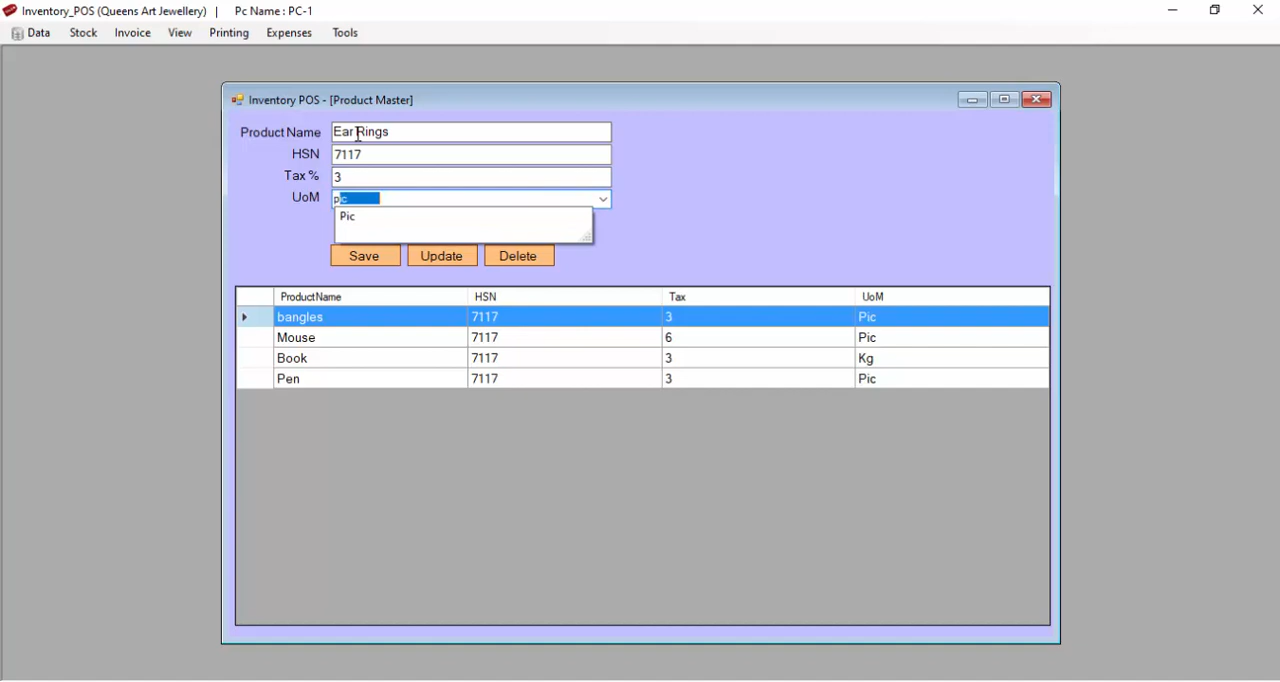 Inventory_POS (Queens Art Jewellery) | Pc Name : PC-1
Data Stock Invoice View Printing Expenses Tools
Inventory POS - [Product Master]
Product Name Ear Rings
HSN 7117
Tax % 3
UoM pic
Pic
Save Update Delete
ProductName HSN Tax UoM
bangles 7117 3 Pic
Mouse 7117 6 Pic
Book 7117 3 Kg
Pen 7117 3 Pic